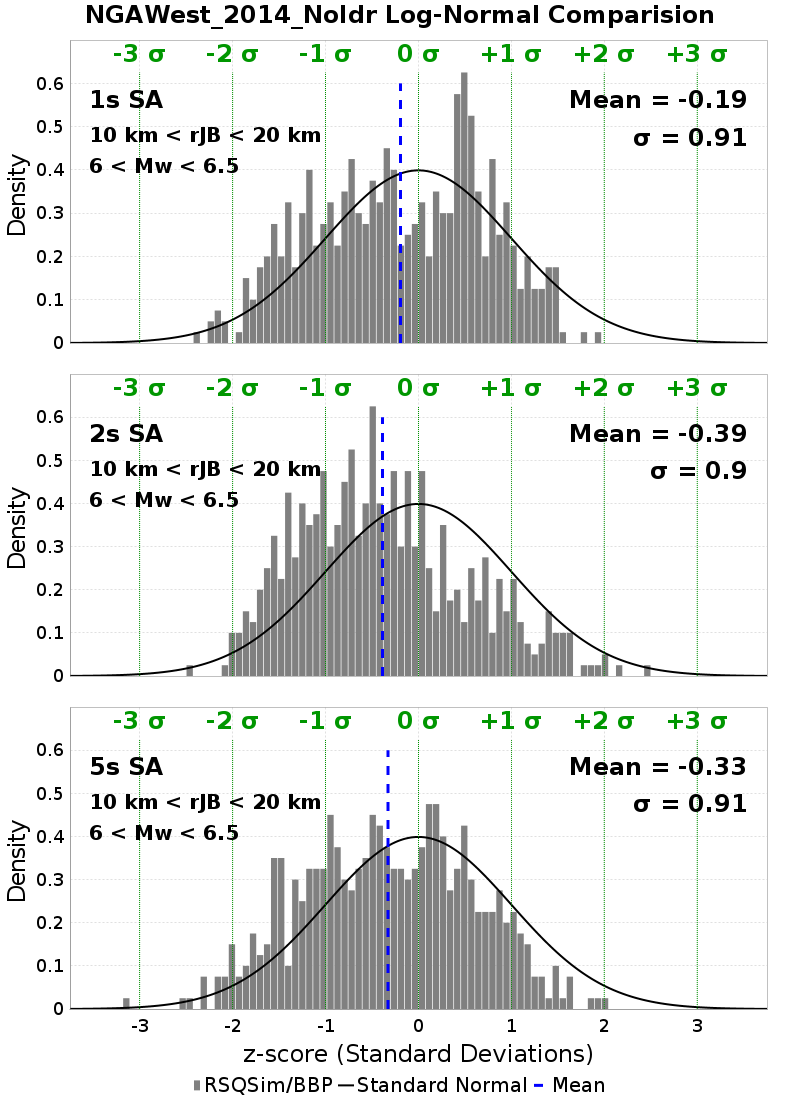 NGAWest_2014_NoIdr Log-Normal Comparision
-3 σ -2 σ -1 σ 0 σ +1 σ +2 σ +3 σ
1s SA
10 km < rJB < 20 km
6 < Mw < 6.5
Mean = -0.19
σ = 0.91
Density
0.6
0.5
0.4
0.3
0.2
0.1
0
-3 σ -2 σ -1 σ 0 σ +1 σ +2 σ +3 σ
2s SA
10 km < rJB < 20 km
6 < Mw < 6.5
Mean = -0.39
σ = 0.9
Density
0.6
0.5
0.4
0.3
0.2
0.1
0
-3 σ -2 σ -1 σ 0 σ +1 σ +2 σ +3 σ
5s SA
10 km < rJB < 20 km
6 < Mw < 6.5
Mean = -0.33
σ = 0.91
Density
0.6
0.5
0.4
0.3
0.2
0.1
0
-3 -2 -1 0 1 2 3
z-score (Standard Deviations)
RSQSim/BBP Standard Normal Mean